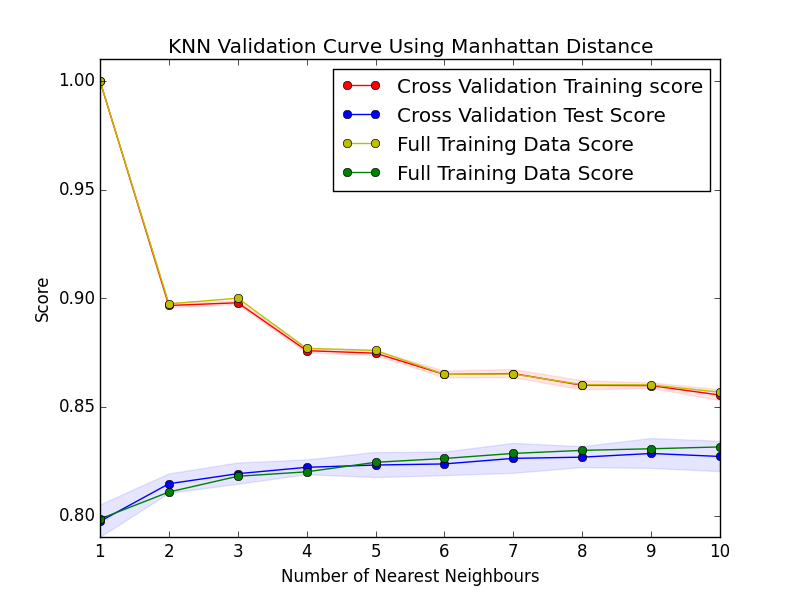 KNN Validation Curve Using Manhattan Distance
Cross Validation Training score
Cross Validation Test Score
Full Training Data Score
Full Training Data Score
1.00
0.95
0.90
0.85
0.80
Score
1 2 3 4 5 6 7 8 9 10
Number of Nearest Neighbours